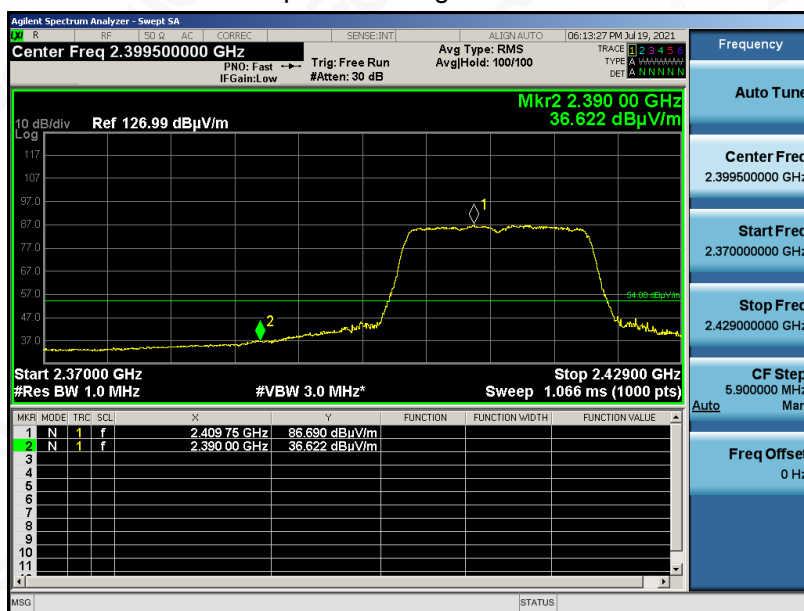 Agilent Spectrum Analyzer - Swept SA
LXI R RF 50 Ω AC CORREC SENSE:INT ALIGN AUTO 06:13:27 PM Jul 19, 2021
Center Freq 2.399500000 GHz
PNO: Fast
IFGain:Low
Trig: Free Run
#Atten: 30 dB
Avg Type: RMS
Avg|Hold: 100/100
TRACE 1 2 3 4 5 6
TYPE A WWWWW
DET A N N N N N
Mkr2 2.390 00 GHz
36.622 dBµV/m
10 dB/div Ref 126.99 dBµV/m
Log
117
107
97.0
87.0
77.0
67.0
57.0
47.0
37.0
1
2
54.00 dBµV/m
Start 2.37000 GHz Stop 2.42900 GHz
#Res BW 1.0 MHz #VBW 3.0 MHz* Sweep 1.066 ms (1000 pts)
MKR MODE TRC SCL X Y FUNCTION FUNCTION WIDTH FUNCTION VALUE
1 N 1 f 2.409 75 GHz 86.690 dBµV/m
2 N 1 f 2.390 00 GHz 36.622 dBµV/m
3
4
5
6
7
8
9
10
11
MSG STATUS
Frequency
Auto Tune
Center Freq
2.399500000 GHz
Start Freq
2.370000000 GHz
Stop Freq
2.429000000 GHz
CF Step
5.900000 MHz
Auto Man
Freq Offset
0 Hz